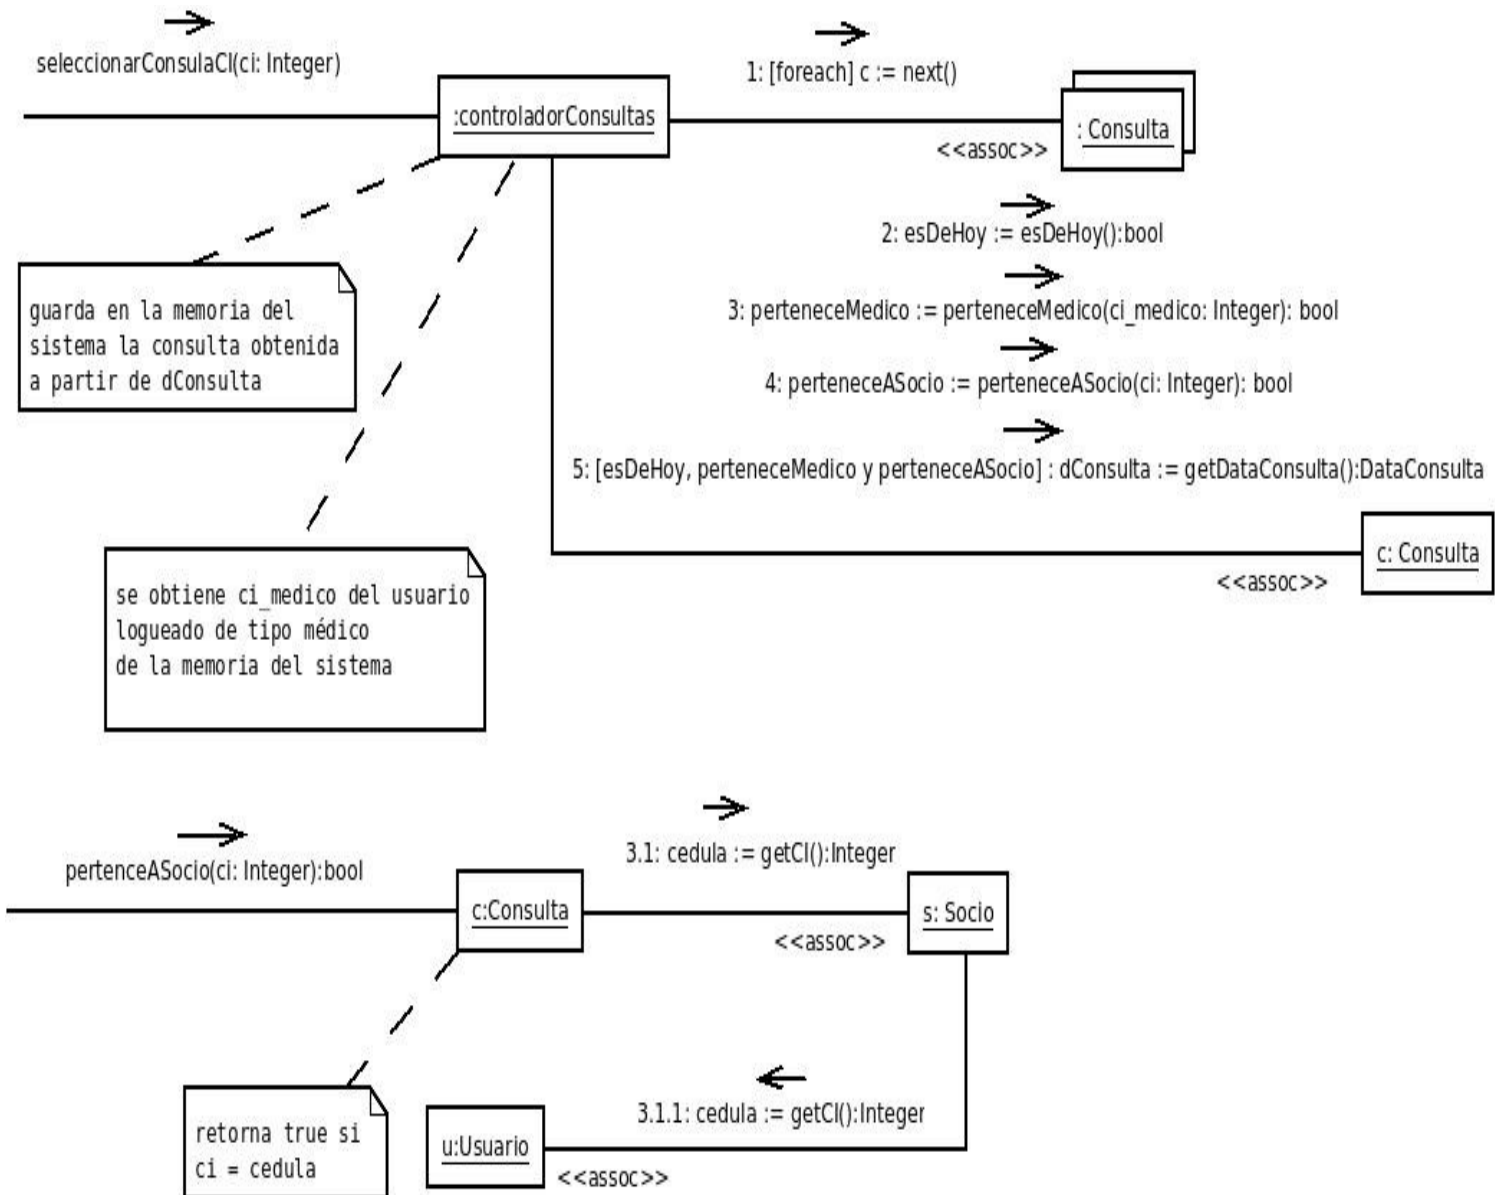 seleccionarConsulaCI(ci: Integer)
1: [foreach] c := next()
:controladorConsultas
: Consulta
<<assoc>>
2: esDeHoy := esDeHoy():bool
3: perteneceMedico := perteneceMedico(ci_medico: Integer): bool
4: perteneceASocio := perteneceASocio(ci: Integer): bool
5: [esDeHoy, perteneceMedico y perteneceASocio] : dConsulta := getDataConsulta():DataConsulta
c: Consulta
<<assoc>>
guarda en la memoria del
sistema la consulta obtenida
a partir de dConsulta
se obtiene ci_medico del usuario
logueado de tipo médico
de la memoria del sistema
pertenceASocio(ci: Integer):bool
3.1: cedula := getCI():Integer
c:Consulta
s: Socio
<<assoc>>
3.1.1: cedula := getCI():Integer
u:Usuario
<<assoc>>
retorna true si
ci = cedula